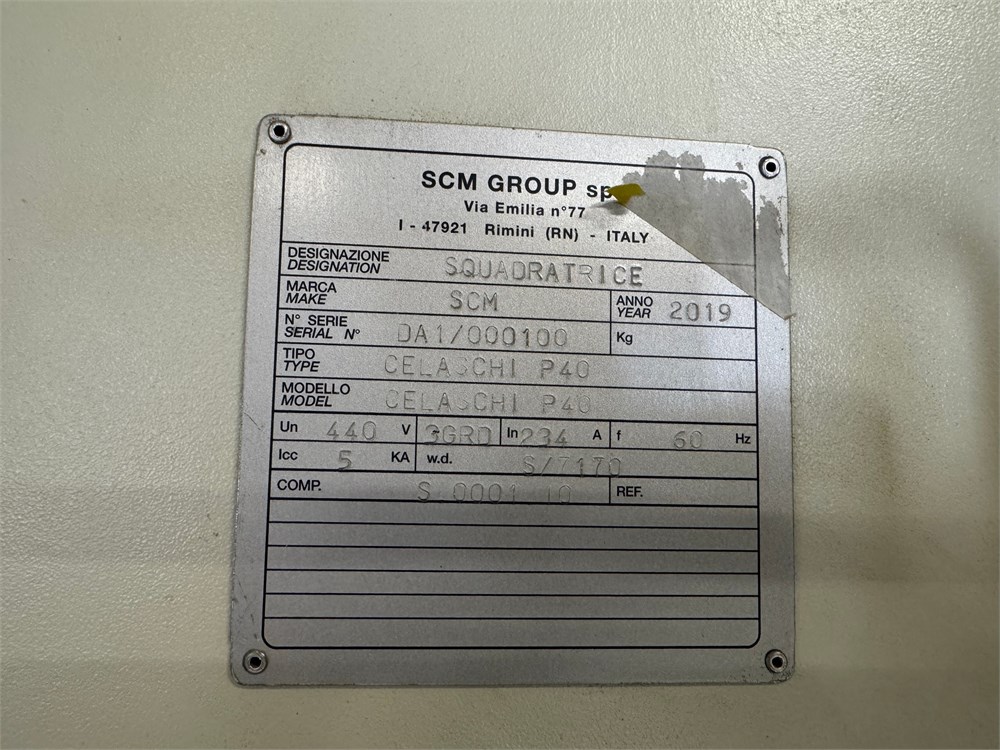 SCM GROUP sp
Via Emilia n°77
I - 47921 Rimini (RN) - ITALY
DESIGNAZIONE
DESIGNATION
SQUADRATRICE
MARCA
MAKE
SCM
ANNO
YEAR
2019
N° SERIE
SERIAL N°
DA1/000100
Kg
TIPO
TYPE
CELASCHI P40
MODELLO
MODEL
CELASCHI P40
Un 440 V 3GRD In 234 A f 60 Hz
Icc 5 KA w.d. S/7170
COMP. REF.